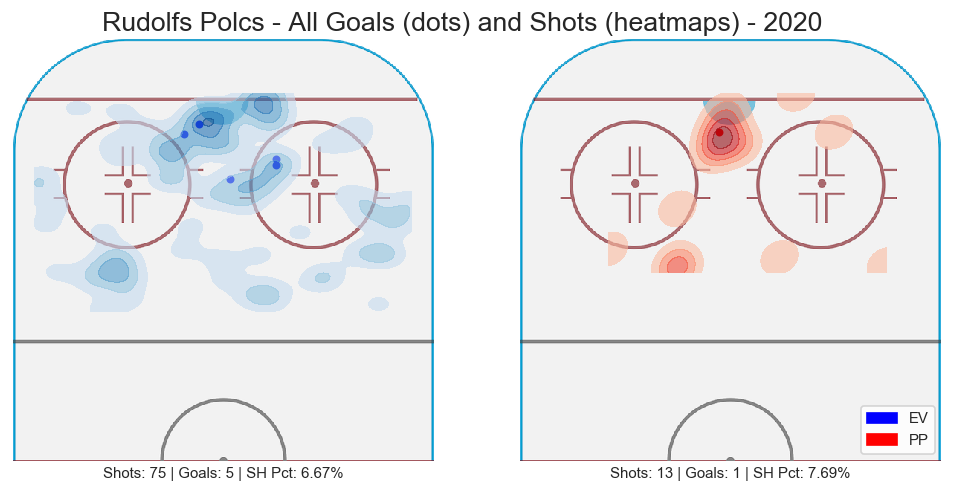 Rudolfs Polcs - All Goals (dots) and Shots (heatmaps) - 2020
EV
PP
Shots: 75 | Goals: 5 | SH Pct: 6.67%
Shots: 13 | Goals: 1 | SH Pct: 7.69%